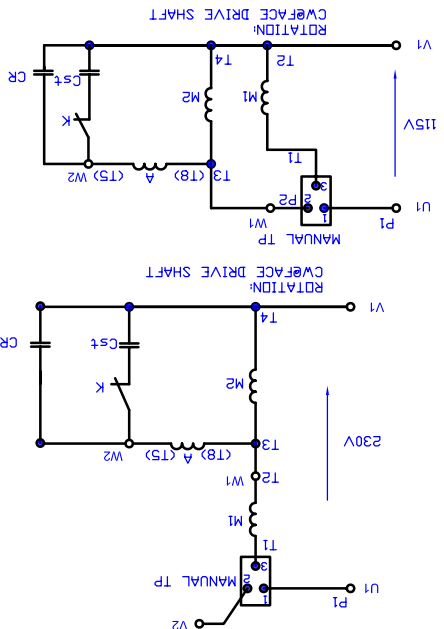 V2
P1
U1
1
2
MANUAL TP
3
T1
M1
T2
W1
T3
(T8) A (T5)
W2
230V
K
M2
Cst
CR
T4
V1
ROTATION:
CW@FACE DRIVE SHAFT
MANUAL TP
P1
U1
1
2
P2
W1
3
T1
T3
(T8) A (T5) W2
115V
K
M1
M2
Cst
CR
T2
T4
V1
ROTATION:
CW@FACE DRIVE SHAFT